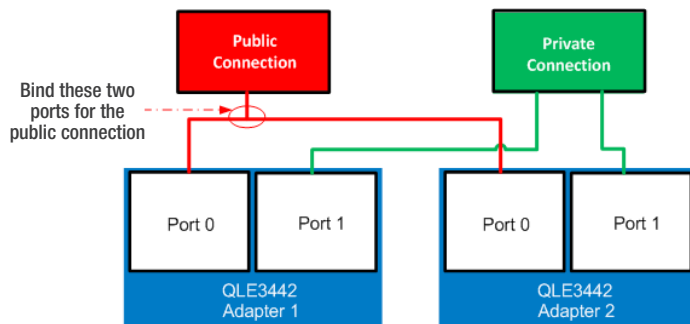 Public
Connection
Private
Connection
Bind these two
ports for the
public connection
Port 0
Port 1
Port 0
Port 1
QLE3442
Adapter 1
QLE3442
Adapter 2